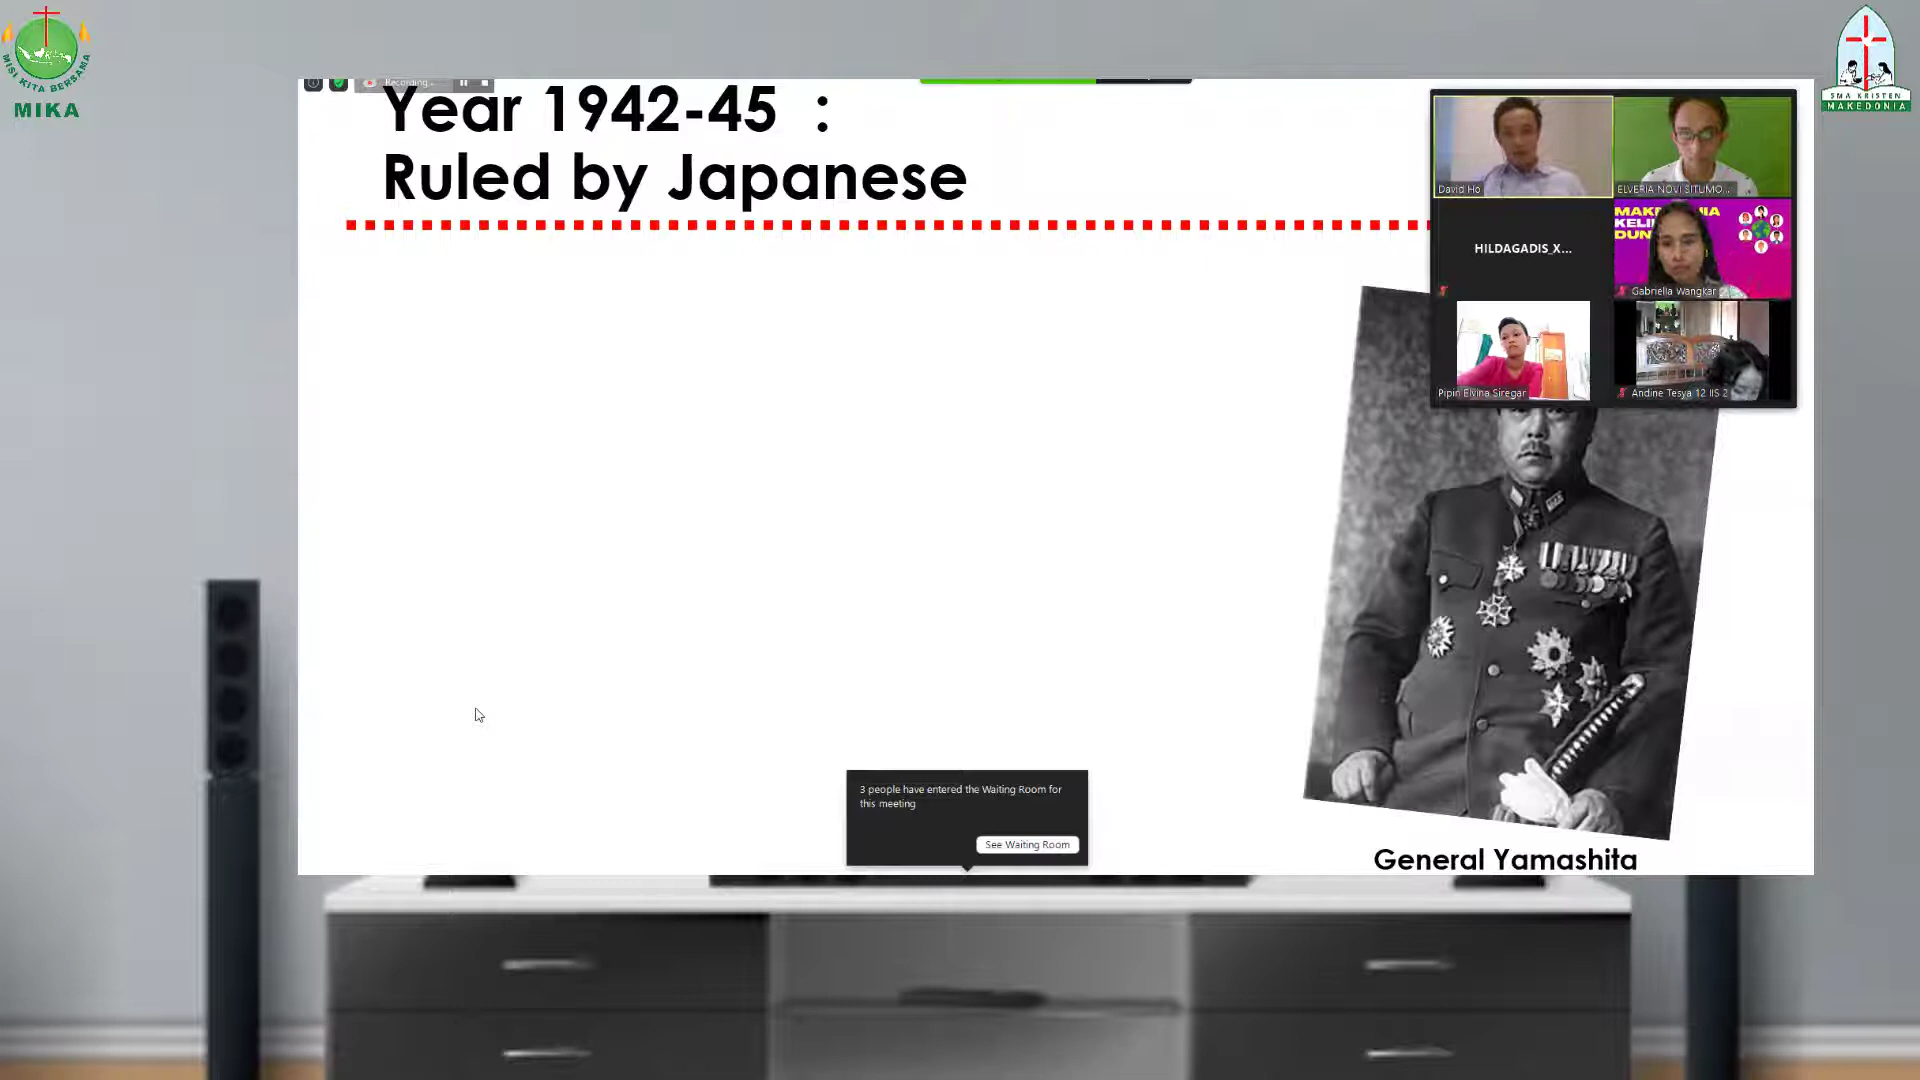 MISI KITA BERSAMA
MIKA
SMA KRISTEN
MAKEDONIA
Recording...
Year 1942-45 :
Ruled by Japanese
David Ho
ELVERIA NOVI SITUMO...
HILDAGADIS_X...
Gabriella Wangkar
Pipin Elvina Siregar
Andine Tesya 12 IIS 2
3 people have entered the Waiting Room for
this meeting
See Waiting Room
General Yamashita